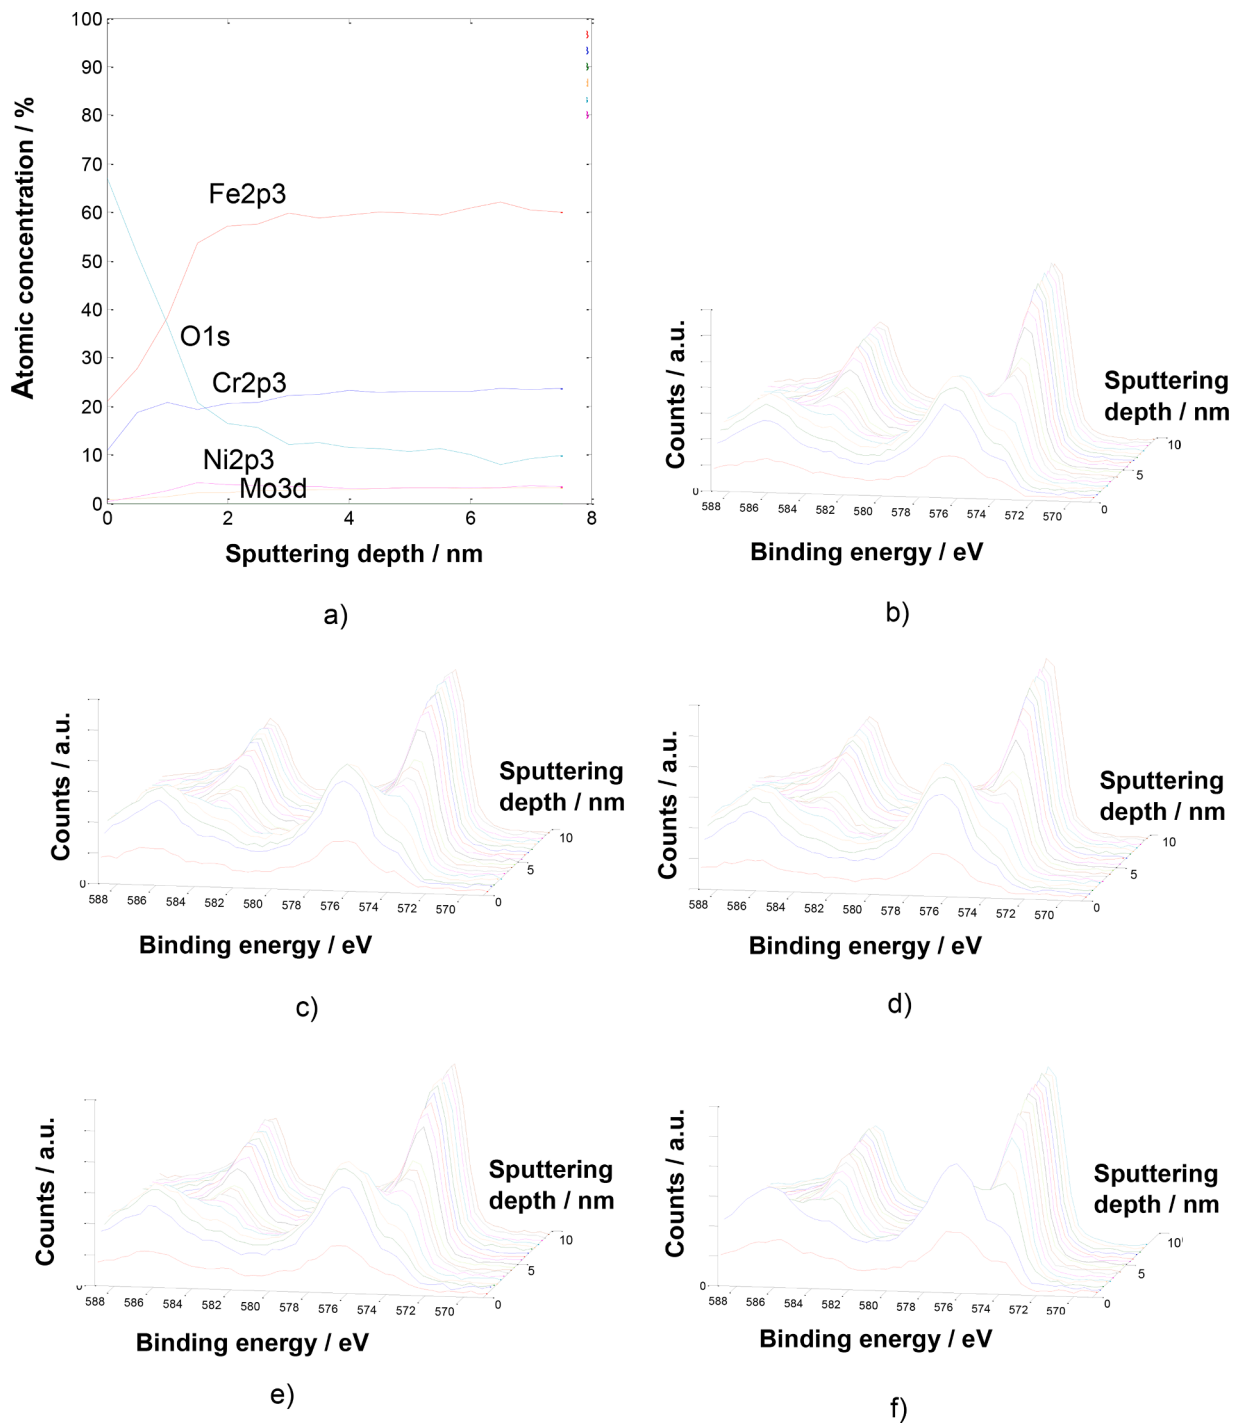 100
90
80
70
60
50
40
30
20
10
0
Atomic concentration / %
Fe2p3
O1s
Cr2p3
Ni2p3
Mo3d
0 2 4 6 8
Sputtering depth / nm
a)
Counts / a.u.
0
588 586 584 582 580 578 576 574 572 570
0 5 10
Sputtering
depth / nm
Binding energy / eV
b)
Counts / a.u.
0
588 586 584 582 580 578 576 574 572 570
0 5 10
Sputtering
depth / nm
Binding energy / eV
c)
Counts / a.u.
0
588 586 584 582 580 578 576 574 572 570
0 5 10
Sputtering
depth / nm
Binding energy / eV
d)
Counts / a.u.
588 586 584 582 580 578 576 574 572 570
0 5 10
Sputtering
depth / nm
Binding energy / eV
e)
Counts / a.u.
0
588 586 584 582 580 578 576 574 572 570
0 5 10
Sputtering
depth / nm
Binding energy / eV
f)